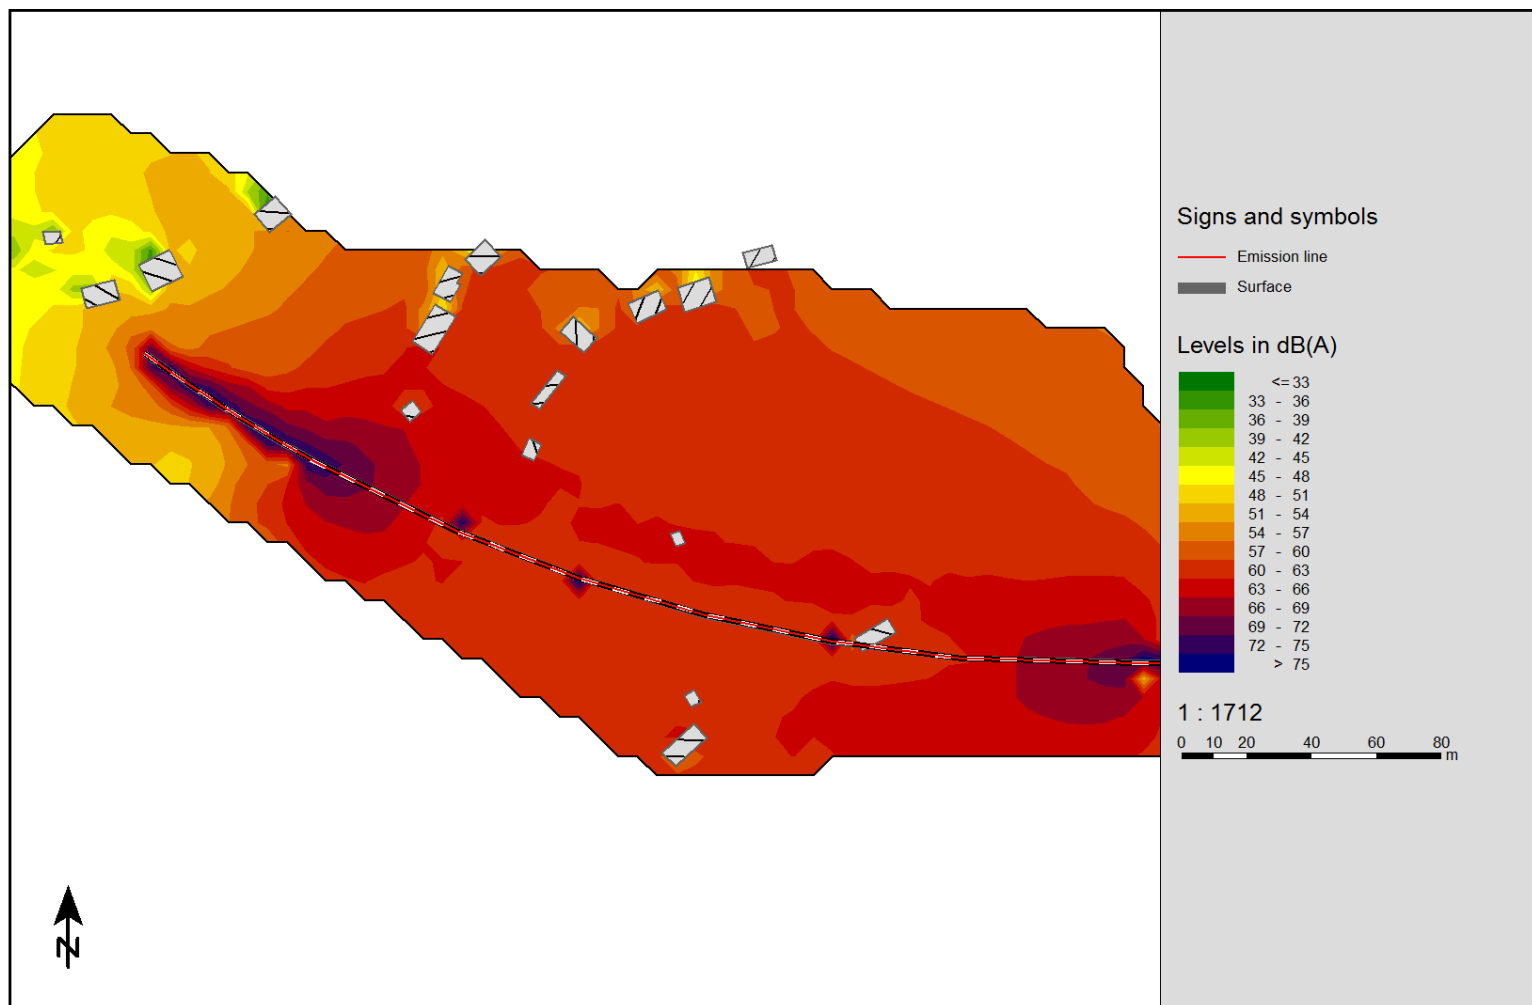 Signs and symbols
Emission line
Surface
Levels in dB(A)
<= 33
33 - 36
36 - 39
39 - 42
42 - 45
45 - 48
48 - 51
51 - 54
54 - 57
57 - 60
60 - 63
63 - 66
66 - 69
69 - 72
72 - 75
> 75
1 : 1712
0 10 20 40 60 80
m
N